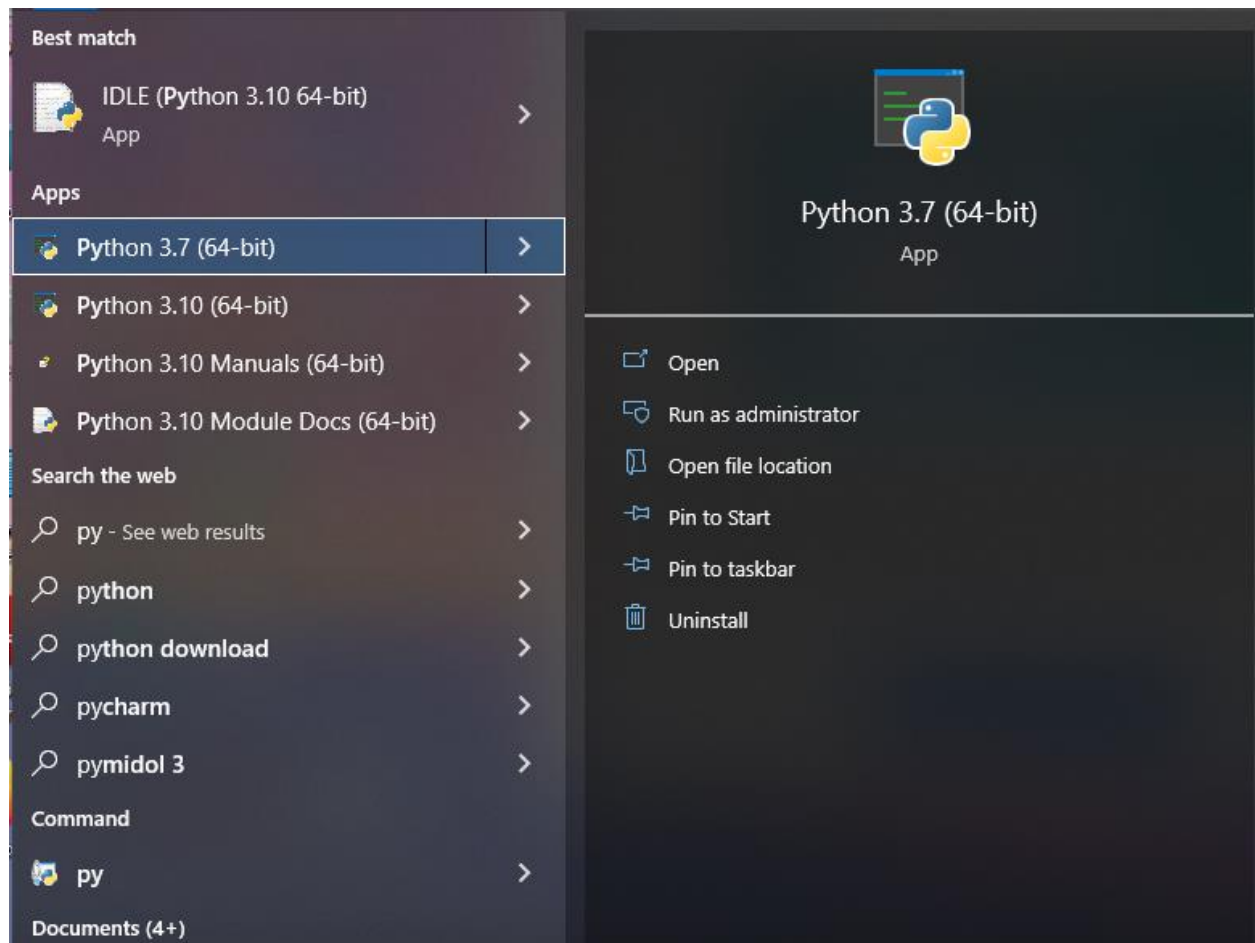 Best match
IDLE (Python 3.10 64-bit)
App
Apps
Python 3.7 (64-bit)
Python 3.10 (64-bit)
Python 3.10 Manuals (64-bit)
Python 3.10 Module Docs (64-bit)
Search the web
py - See web results
python
python download
pycharm
pymidol 3
Command
py
Documents (4+)
Python 3.7 (64-bit)
App
Open
Run as administrator
Open file location
Pin to Start
Pin to taskbar
Uninstall